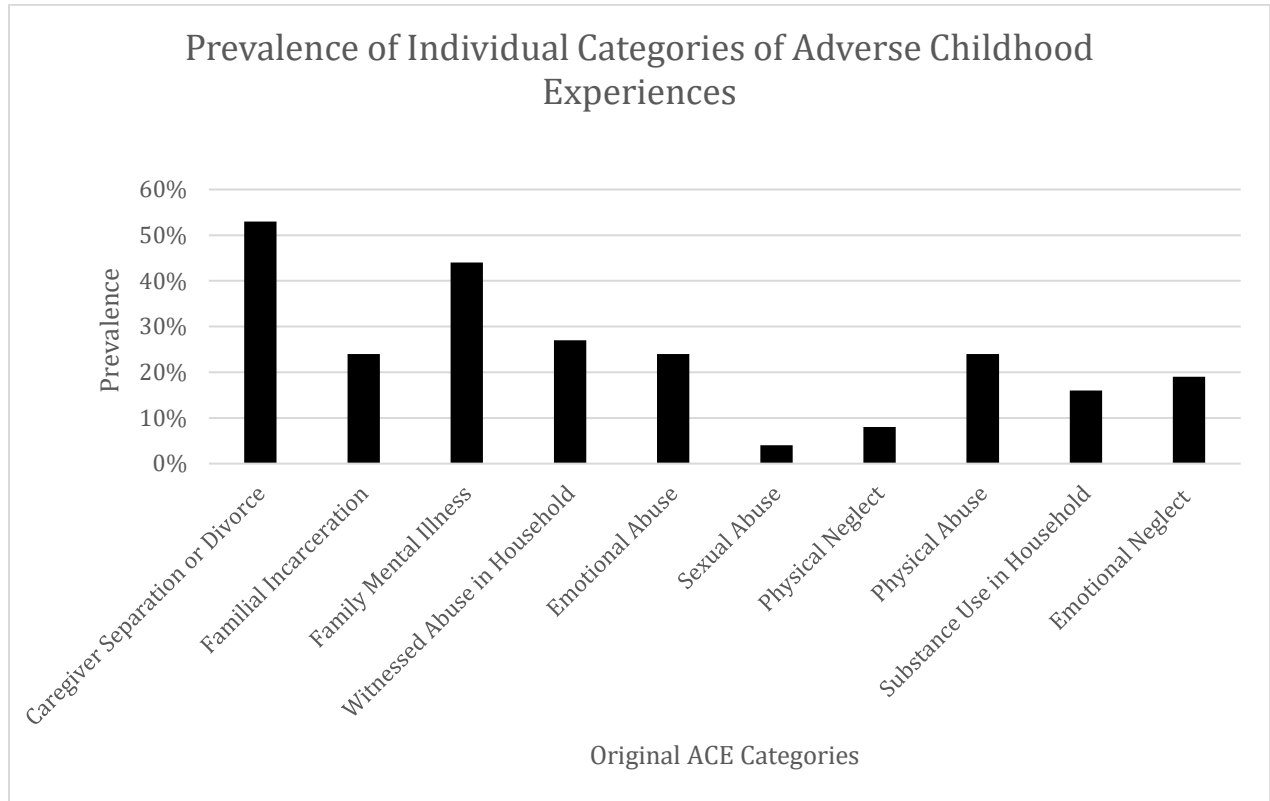 Prevalence of Individual Categories of Adverse Childhood
Experiences
60%
50%
40%
30%
20%
10%
0%
Prevalence
Caregiver Separation or Divorce
Familial Incarceration
Family Mental Illness
Witnessed Abuse in Household
Emotional Abuse
Sexual Abuse
Physical Neglect
Physical Abuse
Substance Use in Household
Emotional Neglect
Original ACE Categories